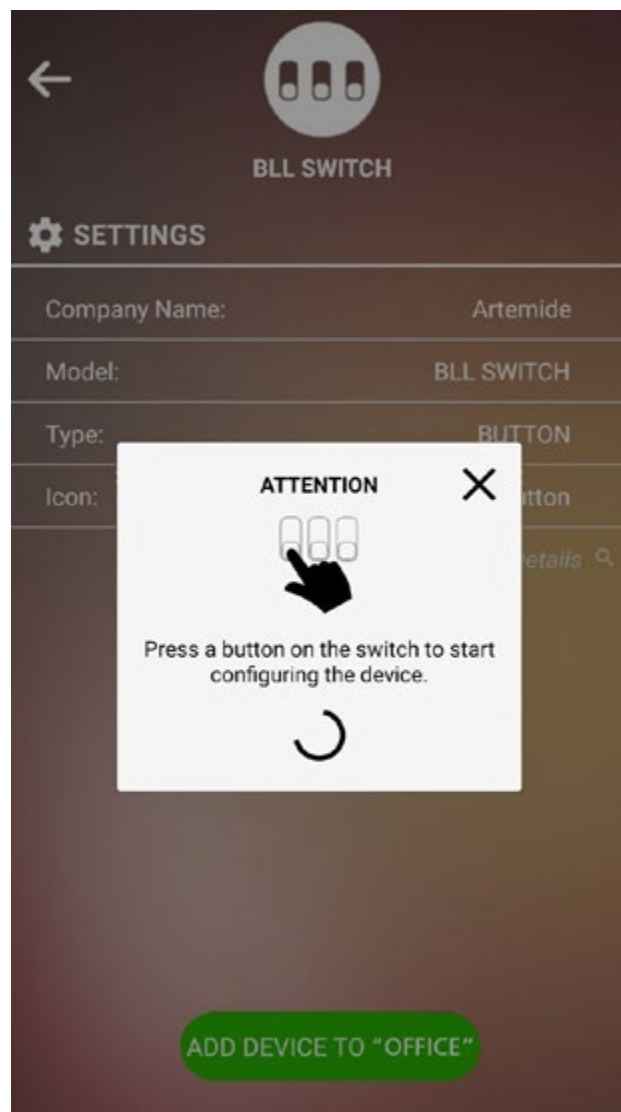 BLL SWITCH
SETTINGS
Company Name: Artemide
Model: BLL SWITCH
Type: BUTTON
Icon:
ATTENTION
Press a button on the switch to start
configuring the device.
ADD DEVICE TO “OFFICE”